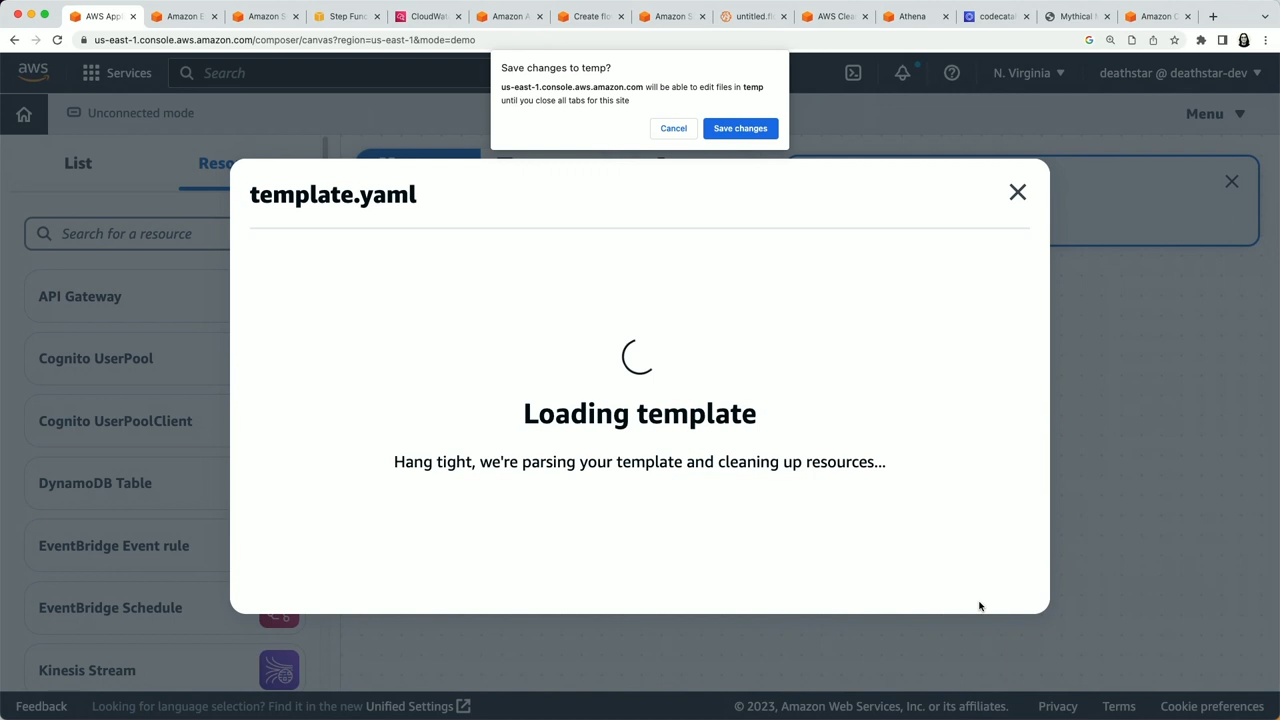 AWS Appl
Amazon E
Amazon S
Step Func
CloudWat
Amazon A
Create flo
Amazon S
untitled.flo
AWS Clea
Athena
codecatal
Mythical M
Amazon C
us-east-1.console.aws.amazon.com/composer/canvas?region=us-east-1&mode=demo
aws
Services
Search
N. Virginia
deathstar @ deathstar-dev
Save changes to temp?
us-east-1.console.aws.amazon.com will be able to edit files in temp
until you close all tabs for this site
Cancel
Save changes
Unconnected mode
Menu
List
Reso
Search for a resource
API Gateway
Cognito UserPool
Cognito UserPoolClient
DynamoDB Table
EventBridge Event rule
EventBridge Schedule
Kinesis Stream
template.yaml
Loading template
Hang tight, we're parsing your template and cleaning up resources...
Feedback
Looking for language selection? Find it in the new Unified Settings
© 2023, Amazon Web Services, Inc. or its affiliates.
Privacy
Terms
Cookie preferences